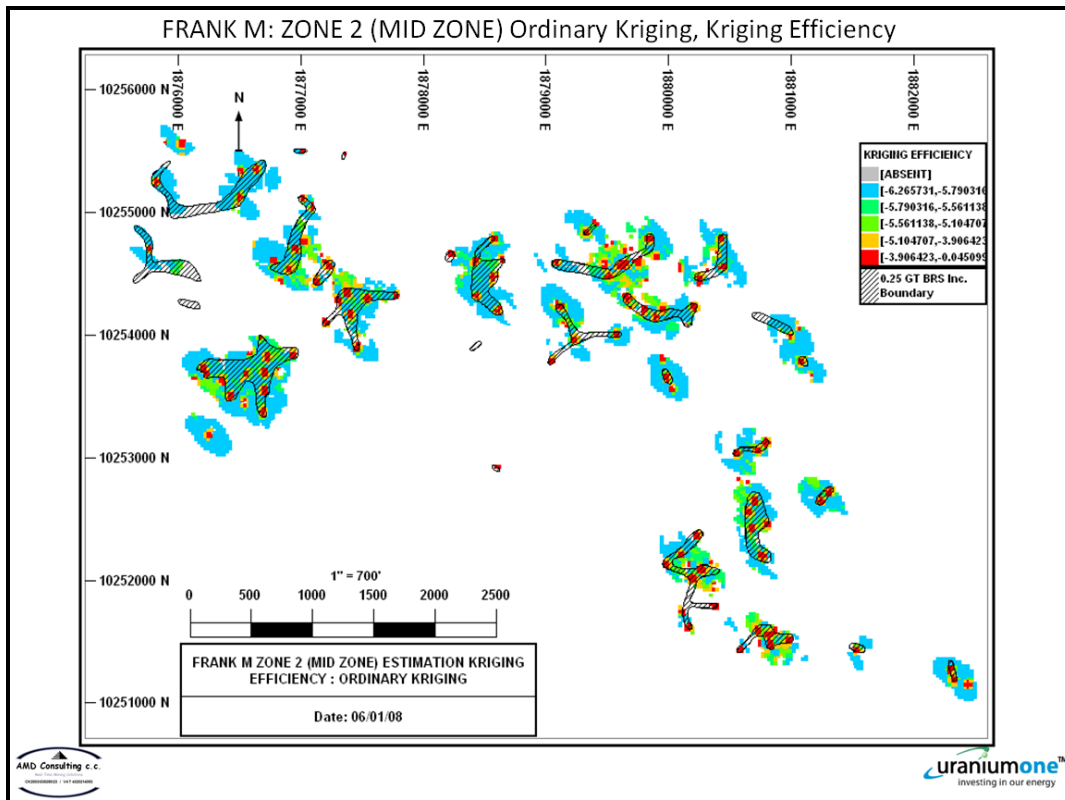 FRANK M: ZONE 2 (MID ZONE) Ordinary Kriging, Kriging Efficiency
1876000 E
1877000 E
1878000 E
1879000 E
1880000 E
1881000 E
1882000 E
10256000 N
N
KRIGING EFFICIENCY
[ABSENT]
[-6.265731,-5.790316
[-5.790316,-5.561138
[-5.561138,-5.104707
[-5.104707,-3.906423
[-3.906423,-0.045099
0.25 GT BRS Inc.
Boundary
10255000 N
10254000 N
10253000 N
10252000 N
1" = 700'
0 500 1000 1500 2000 2500
FRANK M ZONE 2 (MID ZONE) ESTIMATION KRIGING
EFFICIENCY : ORDINARY KRIGING
Date: 06/01/08
10251000 N
AMD Consulting c.c.
uraniumone™
investing in our energy